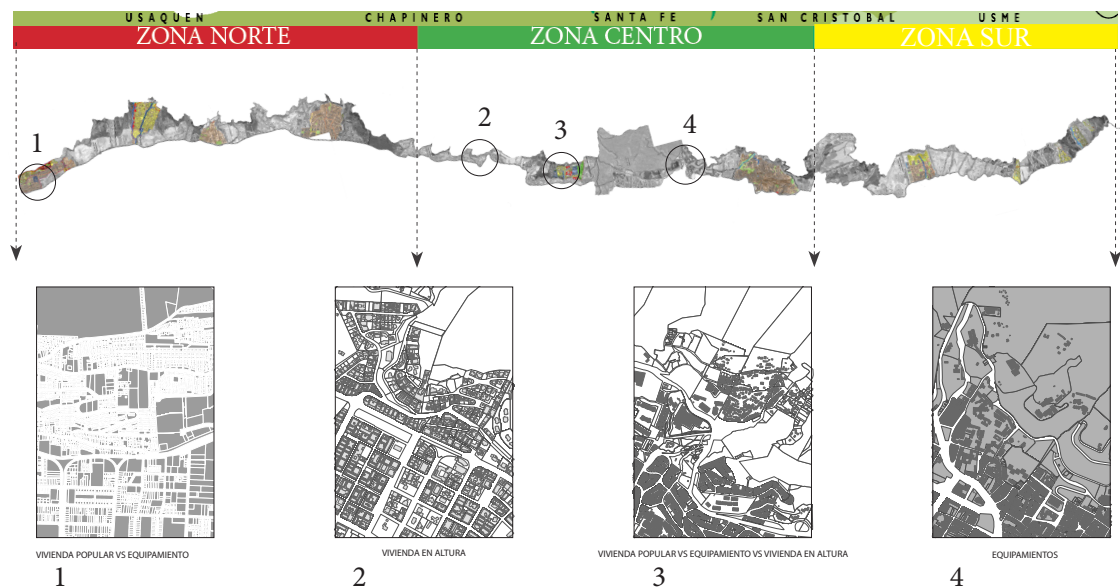 USAQUEN CHAPINERO SANTA FE SAN CRISTOBAL USME
ZONA NORTE ZONA CENTRO ZONA SUR
1 2 3 4
VIVIENDA POPULAR VS EQUIPAMIENTO VIVIENDA EN ALTURA VIVIENDA POPULAR VS EQUIPAMIENTO VS VIVIENDA EN ALTURA EQUIPAMIENTOS
1 2 3 4